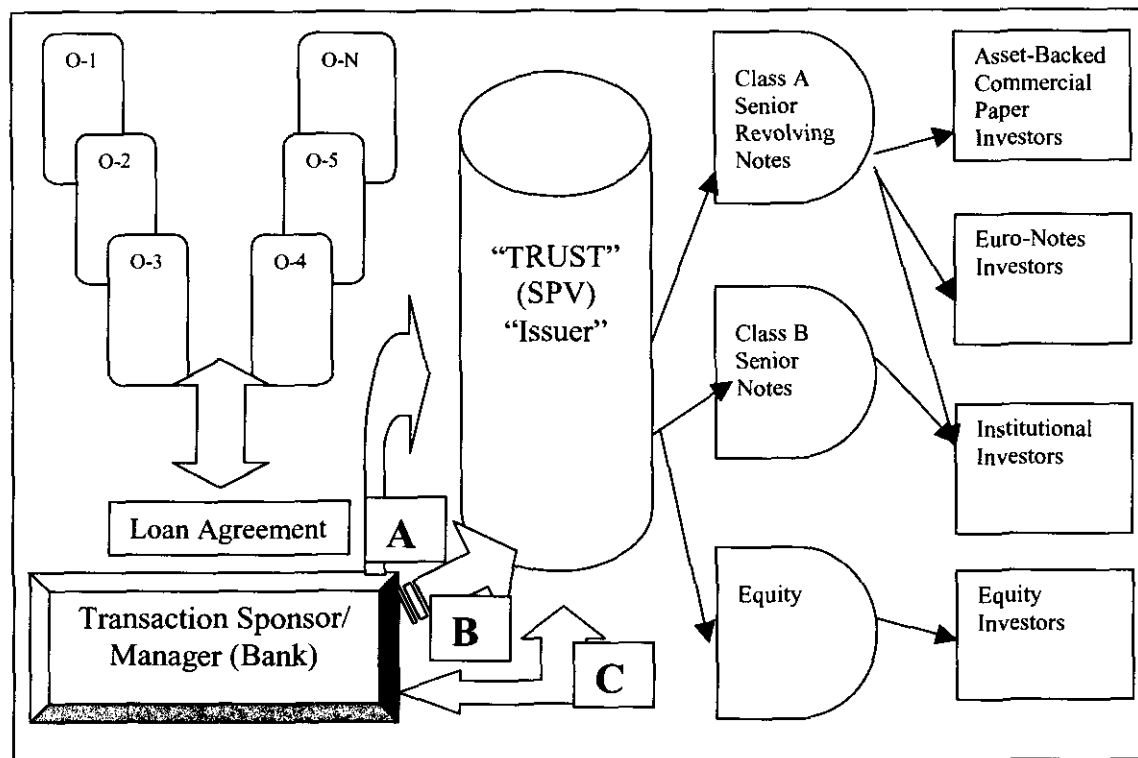 O-1
O-N
O-2
O-5
O-3
O-4
Loan Agreement
Transaction Sponsor/
Manager (Bank)
A
B
C
“TRUST”
(SPV)
“Issuer”
Class A
Senior
Revolving
Notes
Class B
Senior
Notes
Equity
Asset-Backed
Commercial
Paper
Investors
Euro-Notes
Investors
Institutional
Investors
Equity
Investors